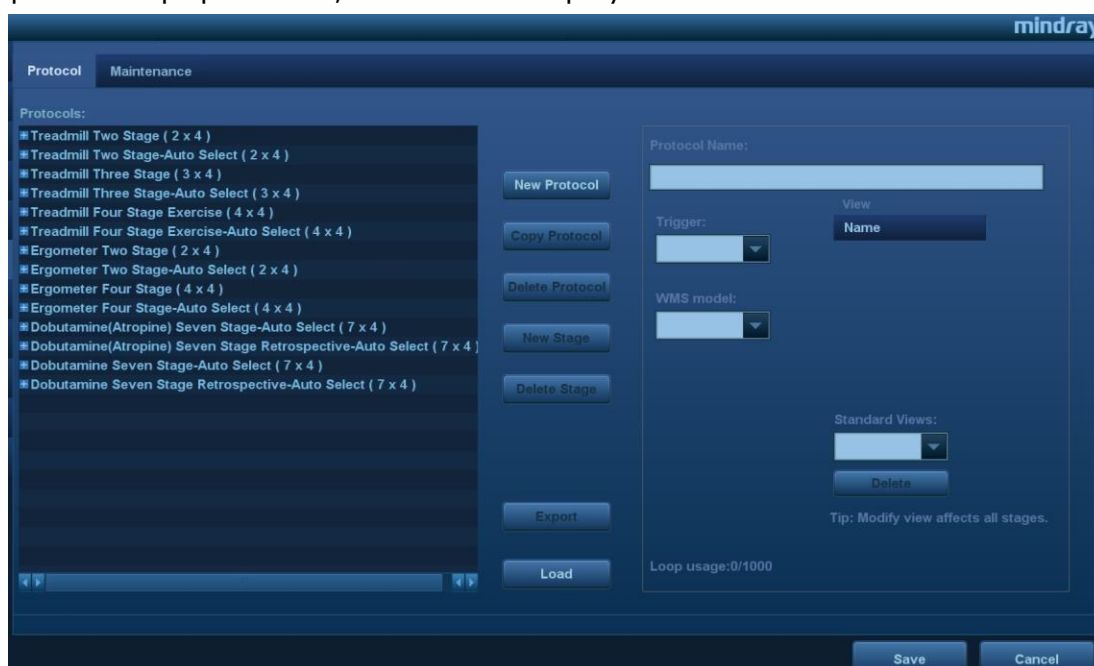 mindray
Protocol
Maintenance
Protocols:
Treadmill Two Stage ( 2 x 4 )
Treadmill Two Stage-Auto Select ( 2 x 4 )
Treadmill Three Stage ( 3 x 4 )
Treadmill Three Stage-Auto Select ( 3 x 4 )
Treadmill Four Stage Exercise ( 4 x 4 )
Treadmill Four Stage Exercise-Auto Select ( 4 x 4 )
Ergometer Two Stage ( 2 x 4 )
Ergometer Two Stage-Auto Select ( 2 x 4 )
Ergometer Four Stage ( 4 x 4 )
Ergometer Four Stage-Auto Select ( 4 x 4 )
Dobutamine(Atropine) Seven Stage-Auto Select ( 7 x 4 )
Dobutamine(Atropine) Seven Stage Retrospective-Auto Select ( 7 x 4 )
Dobutamine Seven Stage-Auto Select ( 7 x 4 )
Dobutamine Seven Stage Retrospective-Auto Select ( 7 x 4 )
New Protocol
Copy Protocol
Delete Protocol
New Stage
Delete Stage
Export
Load
Protocol Name:
Trigger:
View
Name
WMS model:
Standard Views:
Delete
Tip: Modify view affects all stages.
Loop usage:0/1000
Save
Cancel